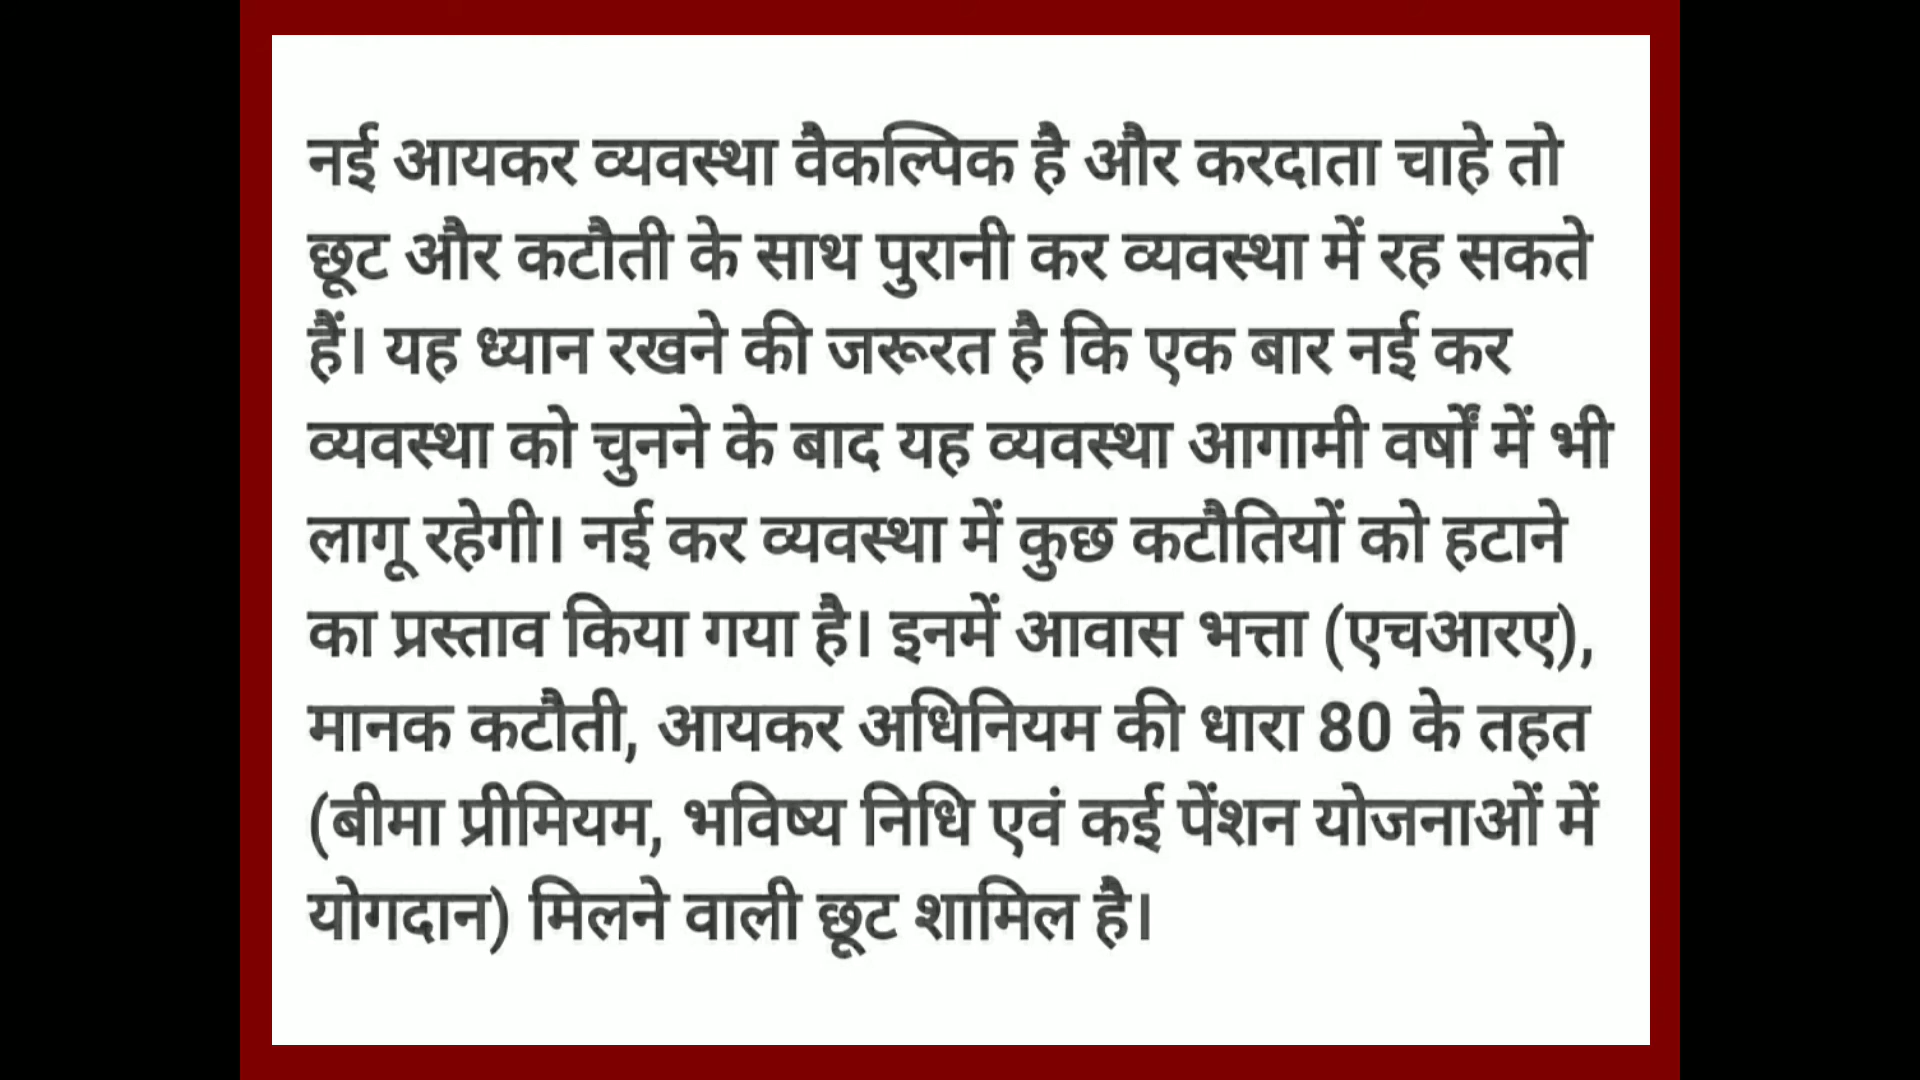 नई आयकर व्यवस्था वैकल्पिक है और करदाता चाहे तो
छूट और कटौती के साथ पुरानी कर व्यवस्था में रह सकते
हैं। यह ध्यान रखने की जरूरत है कि एक बार नई कर
व्यवस्था को चुनने के बाद यह व्यवस्था आगामी वर्षों में भी
लागू रहेगी। नई कर व्यवस्था में कुछ कटौतियों को हटाने
का प्रस्ताव किया गया है। इनमें आवास भत्ता (एचआरए),
मानक कटौती, आयकर अधिनियम की धारा 80 के तहत
(बीमा प्रीमियम, भविष्य निधि एवं कई पेंशन योजनाओं में
योगदान) मिलने वाली छूट शामिल है।